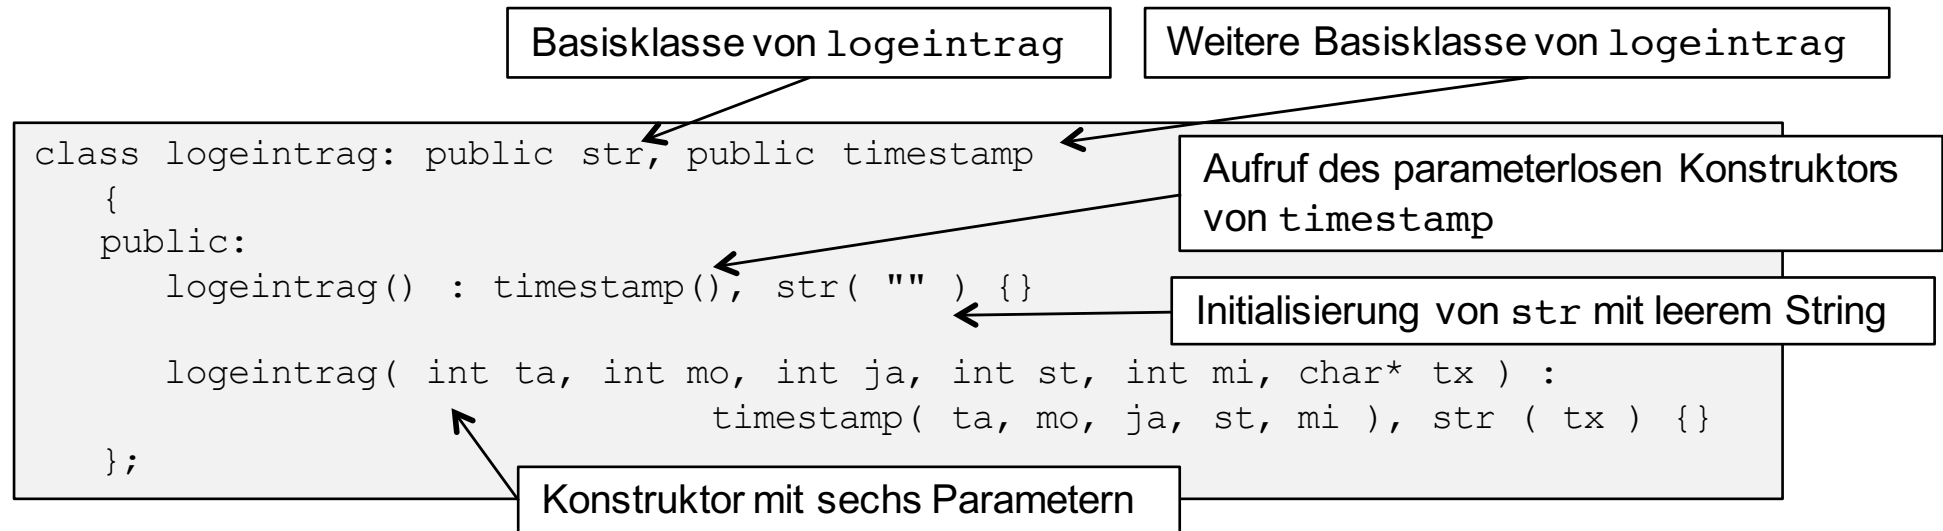 Basisklasse von logeintrag
Weitere Basisklasse von logeintrag
class logeintrag: public str, public timestamp
{
Aufruf des parameterlosen Konstruktors
von timestamp
public:
logeintrag() : timestamp(), str( "" ) {}
Initialisierung von str mit leerem String
logeintrag( int ta, int mo, int ja, int st, int mi, char* tx ) :
timestamp( ta, mo, ja, st, mi ), str ( tx ) {}
};
Konstruktor mit sechs Parametern